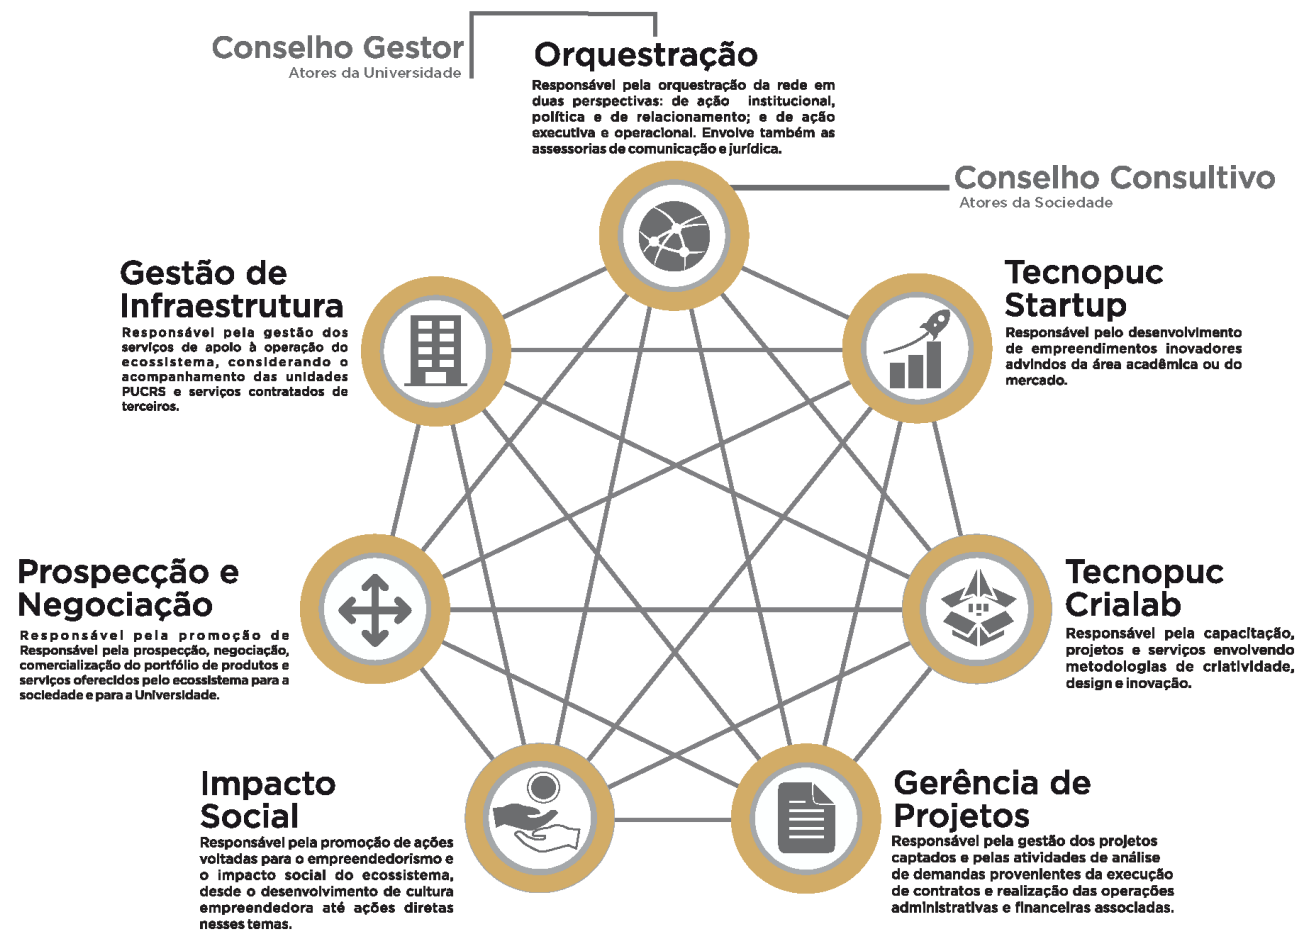 Conselho Gestor
Atores da Universidade
Orquestração
Responsável pela orquestração da rede em
duas perspectivas: de ação institucional,
política e de relacionamento; e de ação
executiva e operacional. Envolve também as
assessorias de comunicação e jurídica.
Conselho Consultivo
Atores da Sociedade
Gestão de
Infraestrutura
Responsável pela gestão dos
serviços de apoio à operação do
ecossistema, considerando o
acompanhamento das unidades
PUCRS e serviços contratados de
terceiros.
Tecnopuc
Startup
Responsável pelo desenvolvimento
de empreendimentos inovadores
advindos da área acadêmica ou do
mercado.
Prospecção e
Negociação
Responsável pela promoção de
Responsável pela prospecção, negociação,
comercialização do portfólio de produtos e
serviços oferecidos pelo ecossistema para a
sociedade e para a Universidade.
Tecnopuc
Crialab
Responsável pela capacitação,
projetos e serviços envolvendo
metodologias de criatividade,
design e inovação.
Impacto
Social
Responsável pela promoção de ações
voltadas para o empreendedorismo e
o impacto social do ecossistema,
desde o desenvolvimento de cultura
empreendedora até ações diretas
nesses temas.
Gerência de
Projetos
Responsável pela gestão dos projetos
captados e pelas atividades de análise
de demandas provenientes da execução
de contratos e realização das operações
administrativas e financeiras associadas.